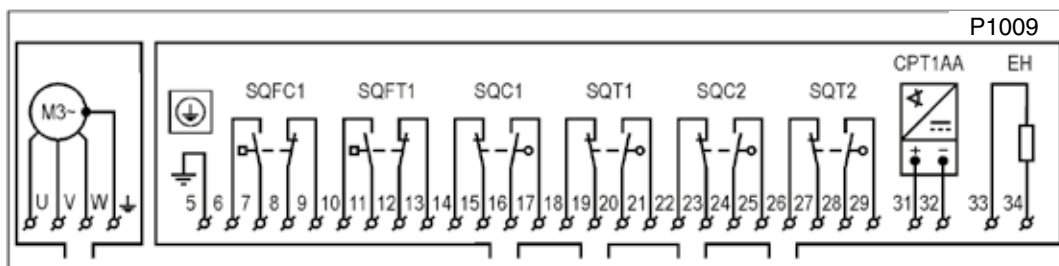 P1009
CPT1AA EH
SQFC1 SQFT1 SQC1 SQT1 SQC2 SQT2
M3~
+ −
U V W 5 6 7 8 9 10 11 12 13 14 15 16 17 18 19 20 21 22 23 24 25 26 27 28 29 31 32 33 34